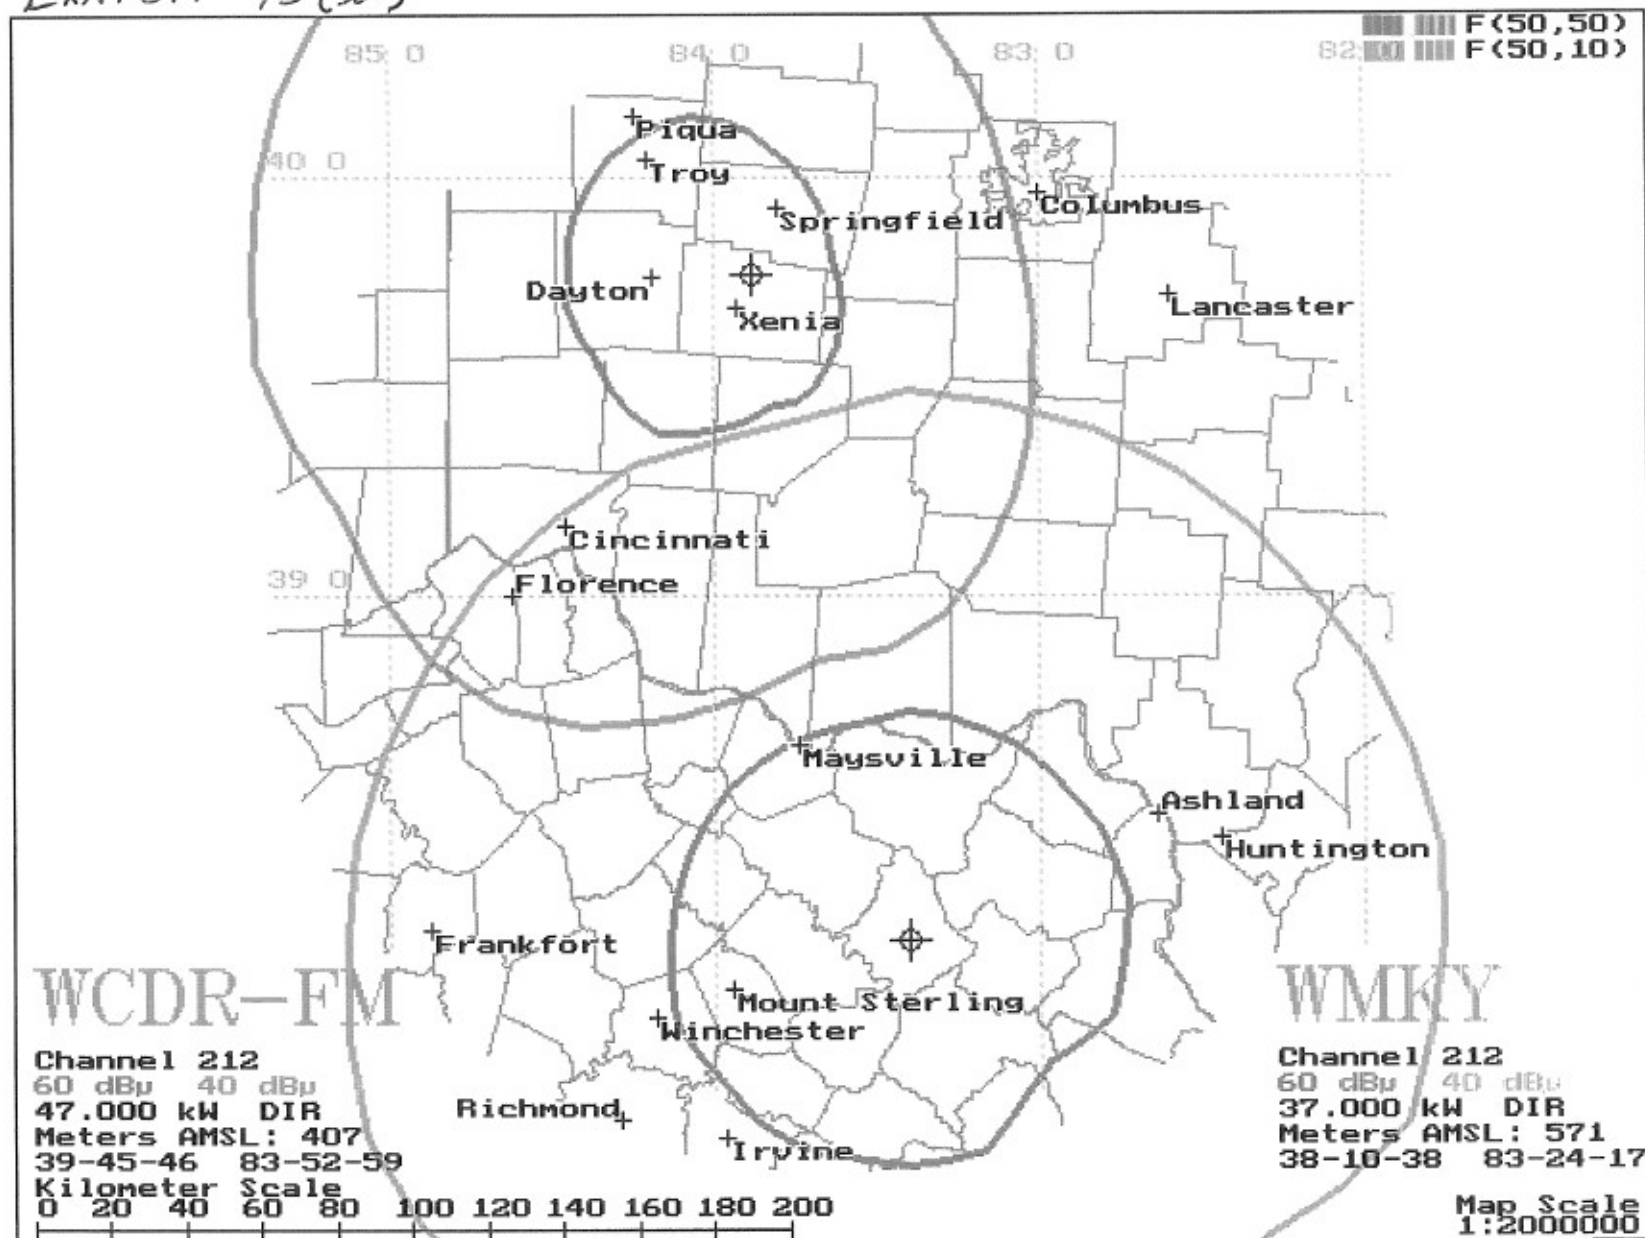 F(50,50)
F(50,10)
85 0
84 0
83 0
82
Piqua
40 0
Troy
Columbus
Springfield
Dayton
Lancaster
Xenia
Cincinnati
39 0
Florence
Maysville
Ashland
Huntington
Frankfort
Mount Sterling
Winchester
Richmond
Irvine
WCDR-FM
Channel 212
60 dBµ 40 dBµ
47.000 kW DIR
Meters AMSL: 407
39-45-46 83-52-59
Kilometer Scale
0 20 40 60 80 100 120 140 160 180 200
WMKY
Channel 212
60 dBµ 40 dBµ
37.000 kW DIR
Meters AMSL: 571
38-10-38 83-24-17
Map Scale
1:2000000